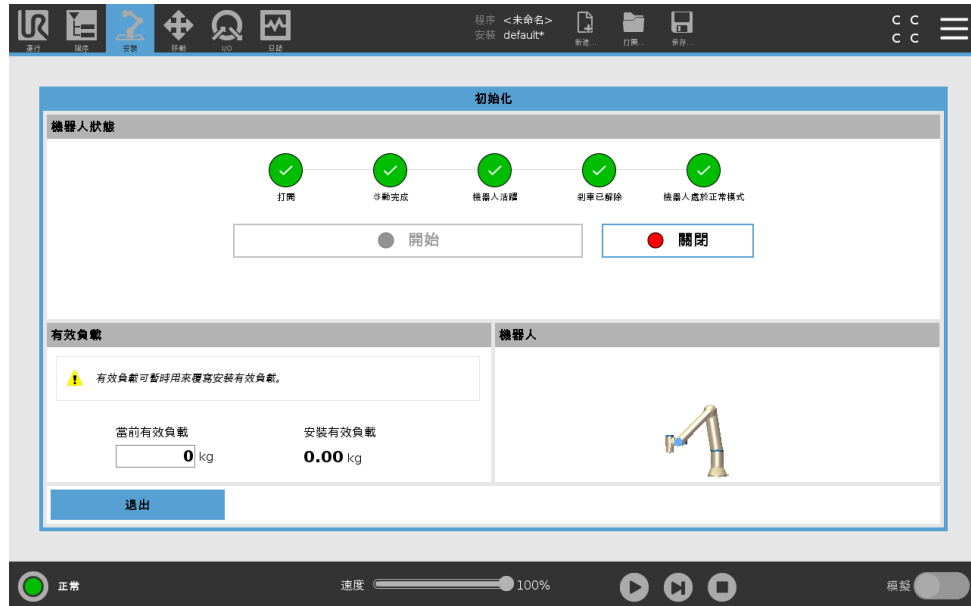 程序 <未命名>
安裝 default*
運行
程序
安裝
移動
I/O
日誌
新建...
打開...
保存...
C C
C C
初始化
機器人狀態
打開
啓動完成
機器人活躍
剎車已解除
機器人處於正常模式
開始
關閉
有效負載
機器人
有效負載可暫時用來覆寫安裝有效負載。
當前有效負載
安裝有效負載
0 kg
0.00 kg
退出
正常
速度
100%
模擬